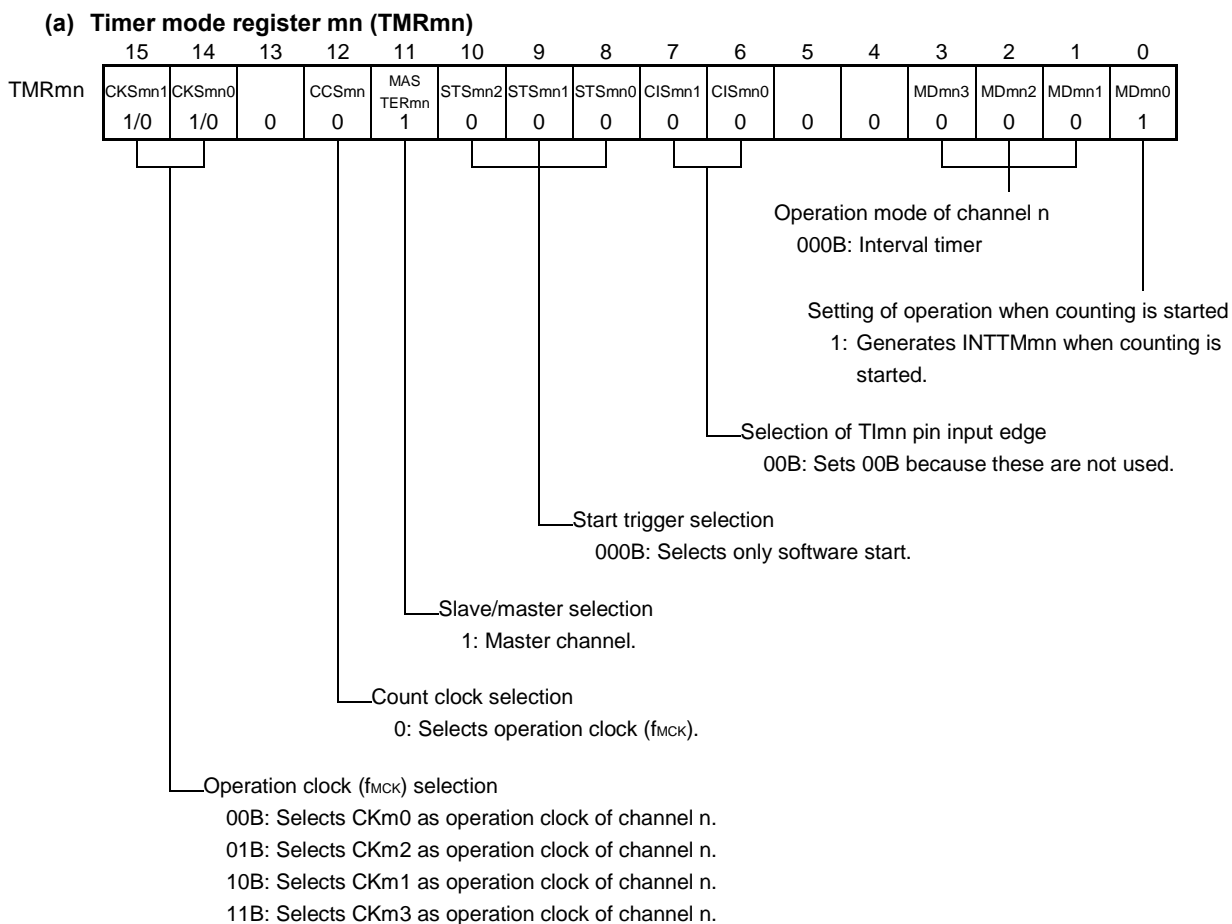 (a) Timer mode register mn (TMRmn)
15 14 13 12 11 10 9 8 7 6 5 4 3 2 1 0
TMRmn CKSmn1 CKSmn0 CCSmn MAS TERmn STSmn2 STSmn1 STSmn0 CISmn1 CISmn0 MDmn3 MDmn2 MDmn1 MDmn0
1/0 1/0 0 0 1 0 0 0 0 0 0 0 0 0 0 1
Operation mode of channel n
000B: Interval timer
Setting of operation when counting is started
1: Generates INTTMmn when counting is
started.
Selection of TImn pin input edge
00B: Sets 00B because these are not used.
Start trigger selection
000B: Selects only software start.
Slave/master selection
1: Master channel.
Count clock selection
0: Selects operation clock (fMCK).
Operation clock (fMCK) selection
00B: Selects CKm0 as operation clock of channel n.
01B: Selects CKm2 as operation clock of channel n.
10B: Selects CKm1 as operation clock of channel n.
11B: Selects CKm3 as operation clock of channel n.